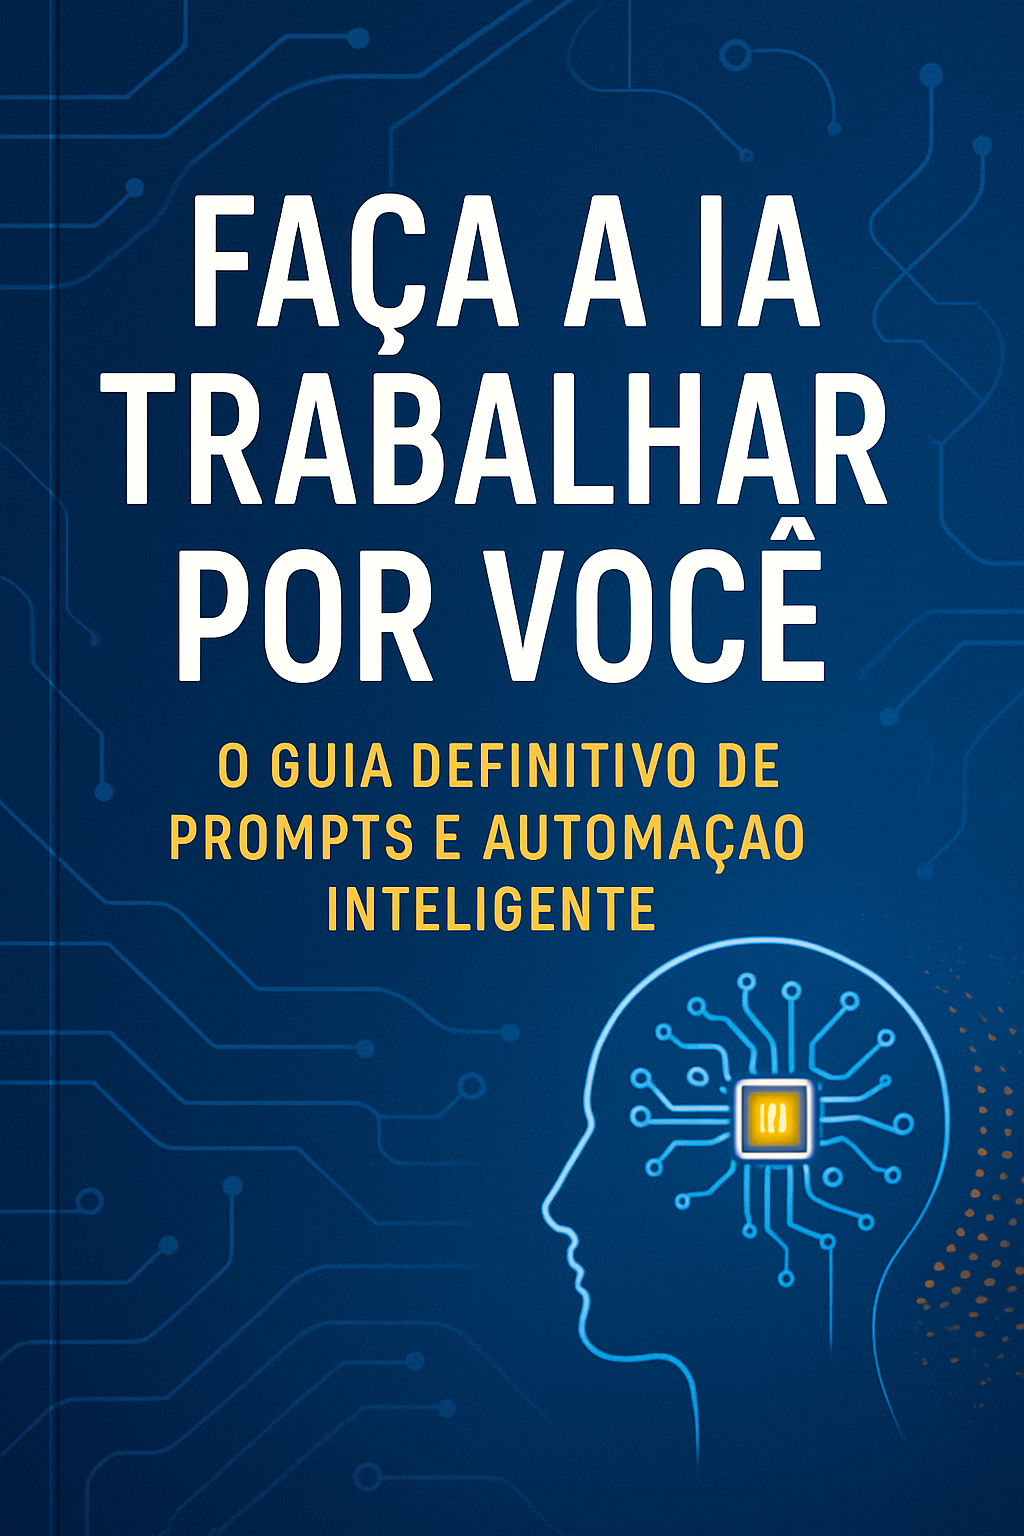 FAÇA A IA
TRABALHAR
POR VOCÊ
O GUIA DEFINITIVO DE
PROMPTS E AUTOMAÇAO
INTELIGENTE